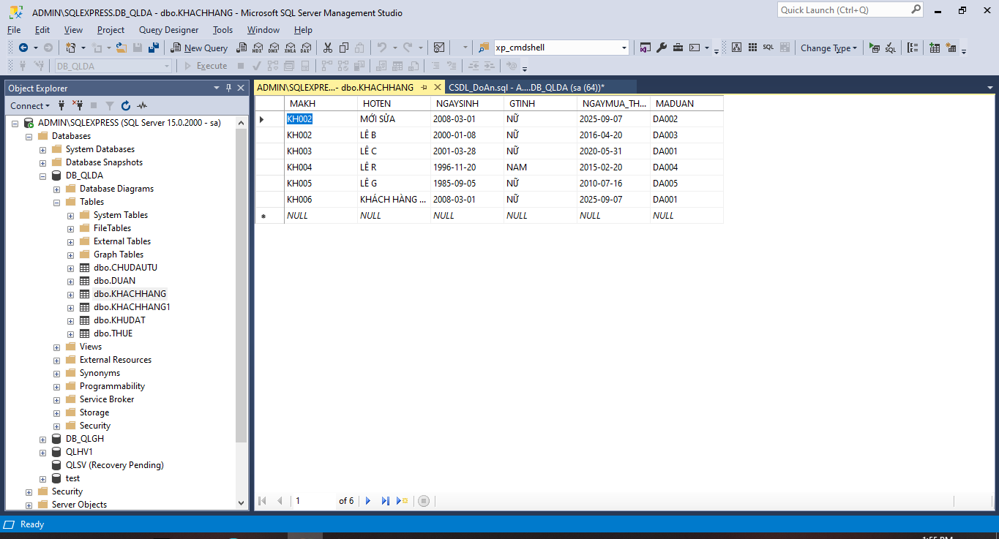 ADMIN\SQLEXPRESS.DB_QLDA - dbo.KHACHHANG - Microsoft SQL Server Management Studio
Quick Launch (Ctrl+Q)
File Edit View Project Query Designer Tools Window Help
New Query MDX DMX XMLA DAX xp_cmdshell SQL Change Type SQL
DB_QLDA Execute
Object Explorer
Connect
ADMIN\SQLEXPRESS (SQL Server 15.0.2000 - sa)
Databases
System Databases
Database Snapshots
DB_QLDA
Database Diagrams
Tables
System Tables
FileTables
External Tables
Graph Tables
dbo.CHUDAUTU
dbo.DUAN
dbo.KHACHHANG
dbo.KHACHHANG1
dbo.KHUDAT
dbo.THUE
Views
External Resources
Synonyms
Programmability
Service Broker
Storage
Security
DB_QLGH
QLHV1
QLSV (Recovery Pending)
test
Security
Server Objects
ADMIN\SQLEXPRE...- dbo.KHACHHANG CSDL_DoAn.sql - A....DB_QLDA (sa (64))*
MAKH HOTEN NGAYSINH GTINH NGAYMUA_TH... MADUAN
KH002 MỚI SỬA 2008-03-01 NỮ 2025-09-07 DA002
KH002 LÊ B 2000-01-08 NỮ 2016-04-20 DA003
KH003 LÊ C 2001-03-28 NỮ 2020-05-31 DA001
KH004 LÊ R 1996-11-20 NAM 2015-02-20 DA004
KH005 LÊ G 1985-09-05 NỮ 2010-07-16 DA005
KH006 KHÁCH HÀNG ... 2008-03-01 NỮ 2025-09-07 DA001
NULL NULL NULL NULL NULL NULL
1 of 6
Ready
1:55 PM